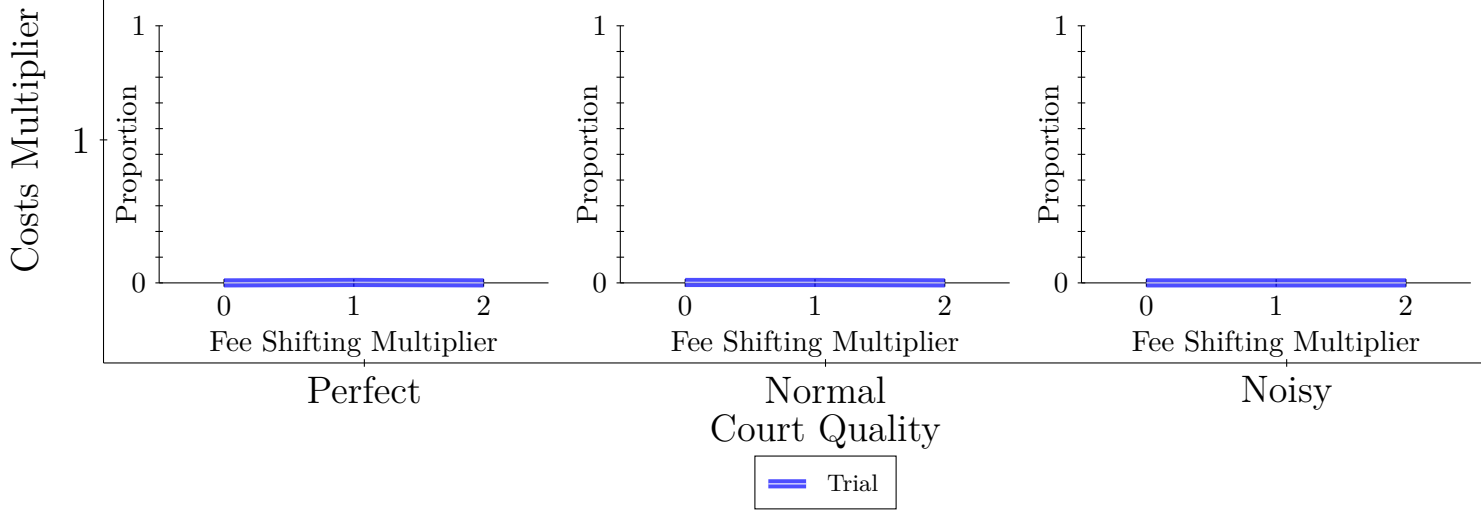 Costs Multiplier
1
1
Proportion
0
0 1 2
Fee Shifting Multiplier
1
Proportion
0
0 1 2
Fee Shifting Multiplier
1
Proportion
0
0 1 2
Fee Shifting Multiplier
Perfect Normal Noisy
Court Quality
Trial